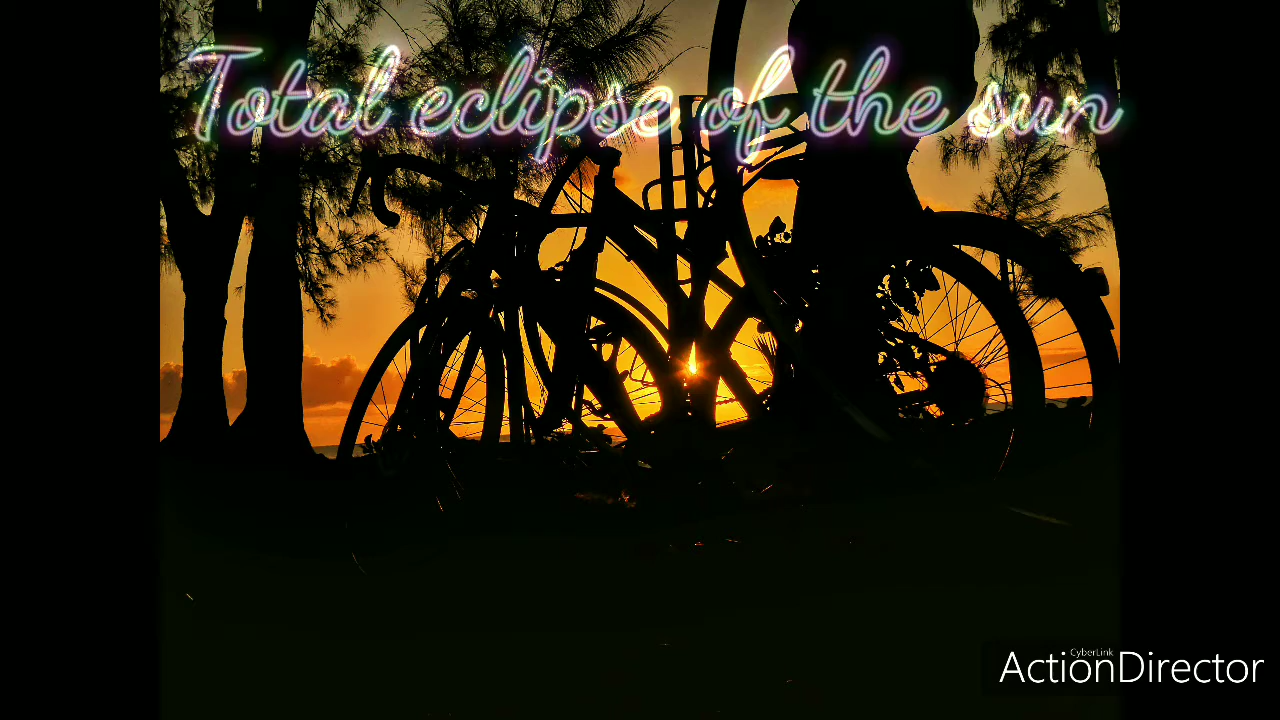 Total eclipse of the sun
CyberLink
ActionDirector